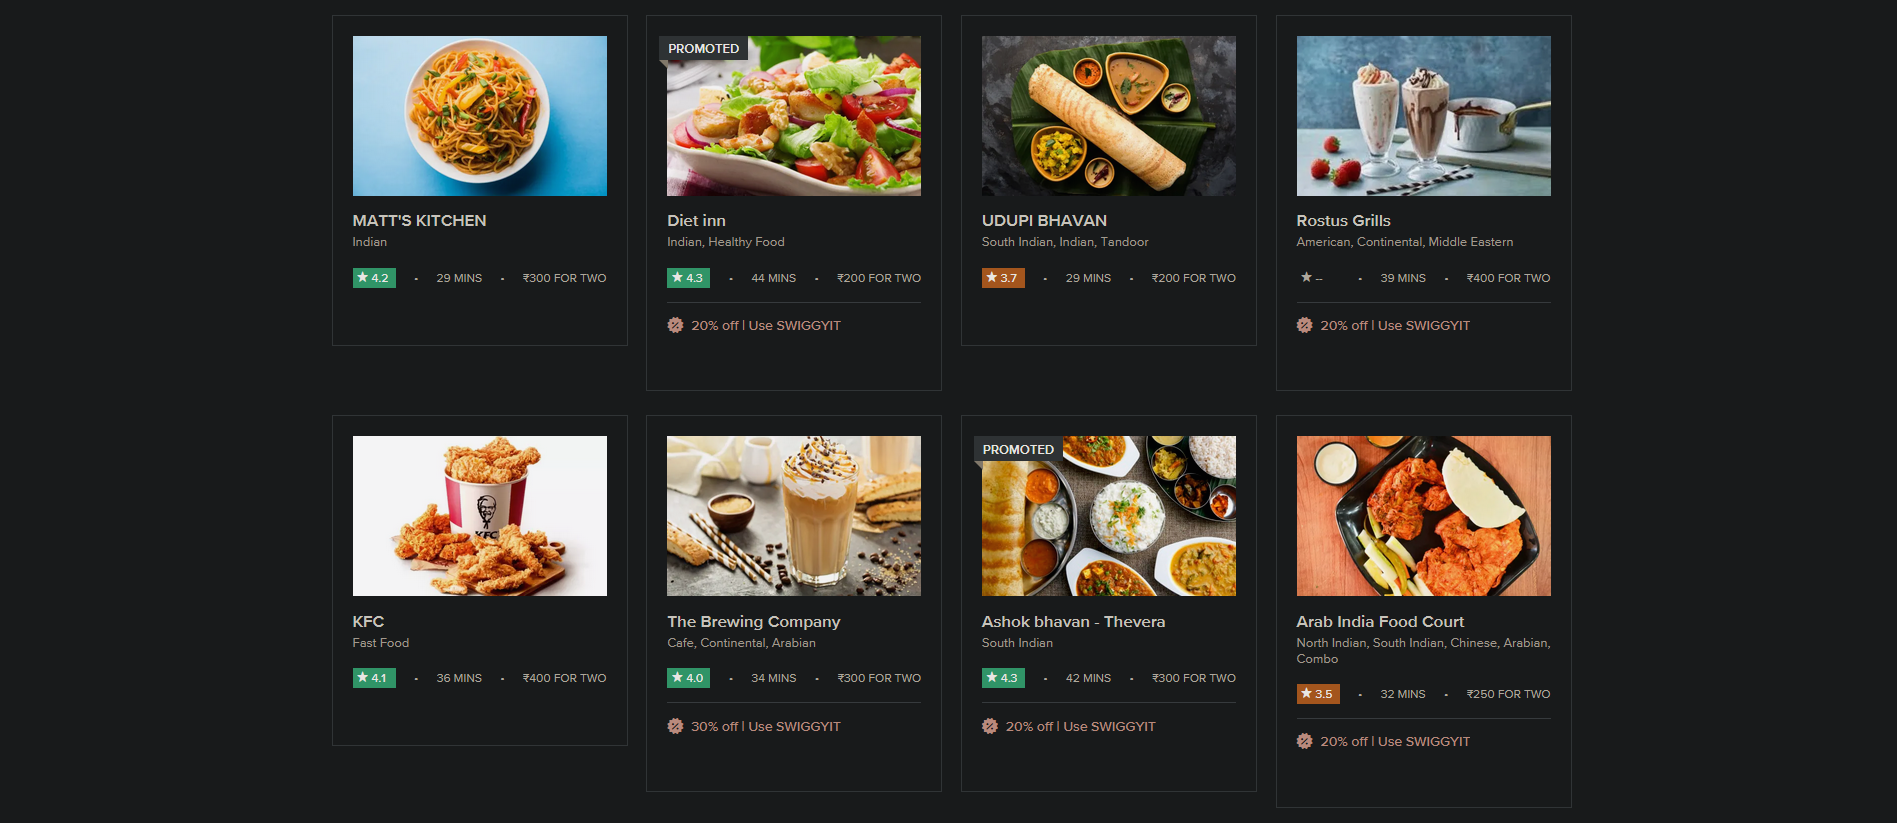 PROMOTED
MATT'S KITCHEN
Indian
★ 4.2 • 29 MINS • ₹300 FOR TWO
Diet inn
Indian, Healthy Food
★ 4.3 • 44 MINS • ₹200 FOR TWO
20% off | Use SWIGGYIT
UDUPI BHAVAN
South Indian, Indian, Tandoor
★ 3.7 • 29 MINS • ₹200 FOR TWO
Rostus Grills
American, Continental, Middle Eastern
★ -- • 39 MINS • ₹400 FOR TWO
20% off | Use SWIGGYIT
KFC
KFC
Fast Food
★ 4.1 • 36 MINS • ₹400 FOR TWO
The Brewing Company
Cafe, Continental, Arabian
★ 4.0 • 34 MINS • ₹300 FOR TWO
30% off | Use SWIGGYIT
PROMOTED
Ashok bhavan - Thevera
South Indian
★ 4.3 • 42 MINS • ₹300 FOR TWO
20% off | Use SWIGGYIT
Arab India Food Court
North Indian, South Indian, Chinese, Arabian,
Combo
★ 3.5 • 32 MINS • ₹250 FOR TWO
20% off | Use SWIGGYIT